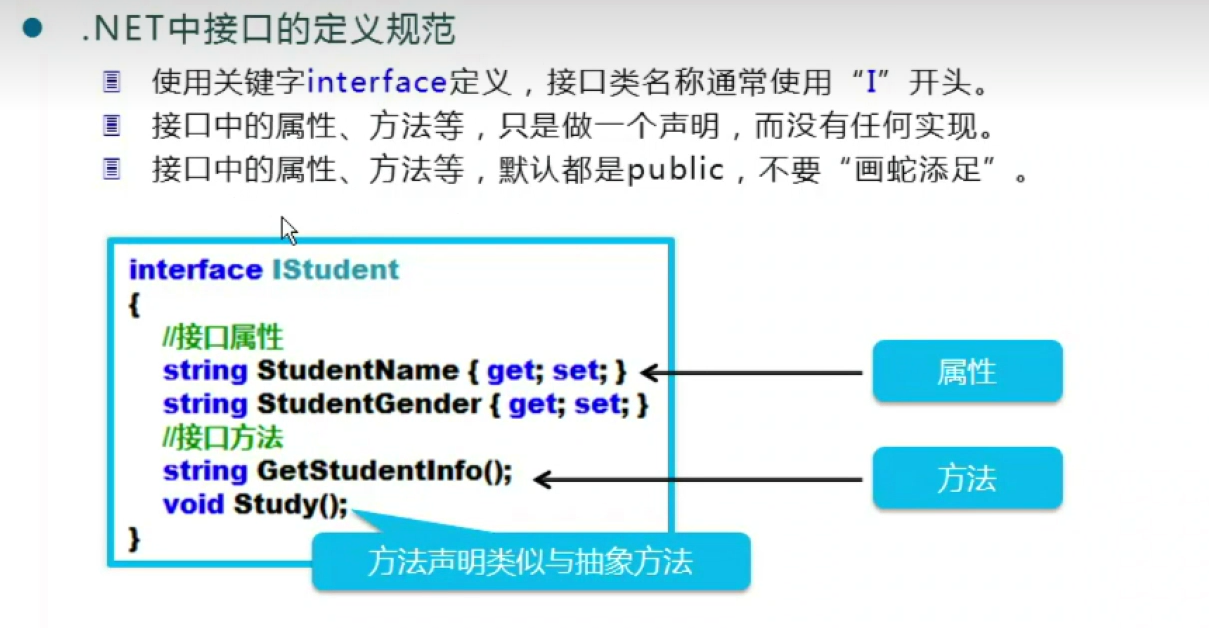 .NET中接口的定义规范
使用关键字interface定义，接口类名称通常使用“I”开头。
接口中的属性、方法等，只是做一个声明，而没有任何实现。
接口中的属性、方法等，默认都是public，不要“画蛇添足”。
interface IStudent
{
//接口属性
string StudentName { get; set; }
属性
string StudentGender { get; set; }
//接口方法
string GetStudentInfo();
方法
void Study();
}
方法声明类似与抽象方法